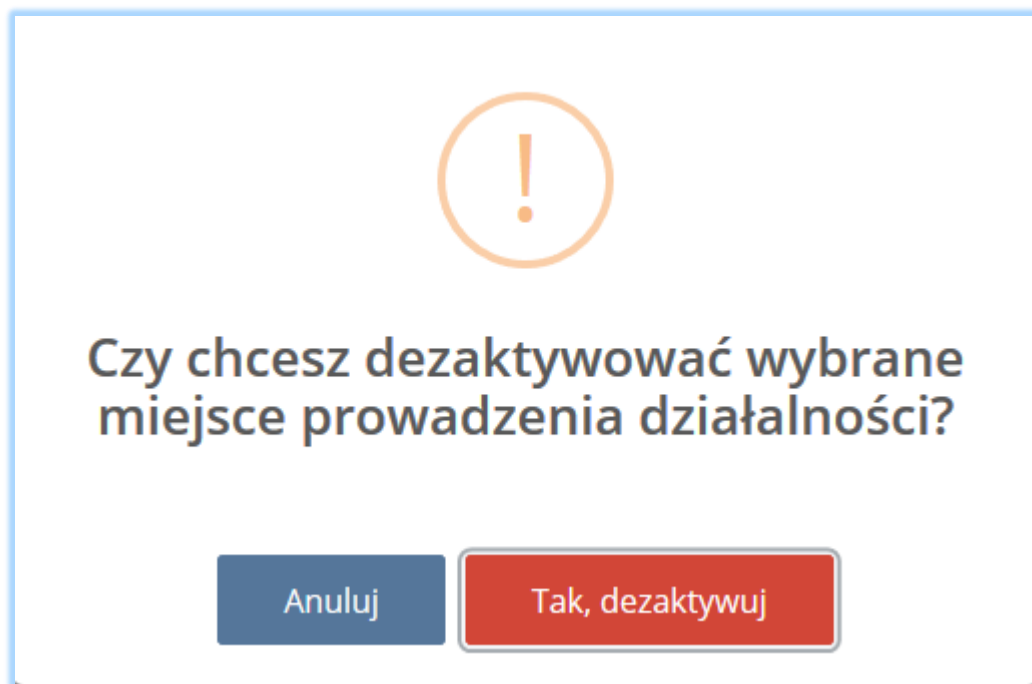 Czy chcesz dezaktywować wybrane
miejsce prowadzenia działalności?
Anuluj
Tak, dezaktywuj